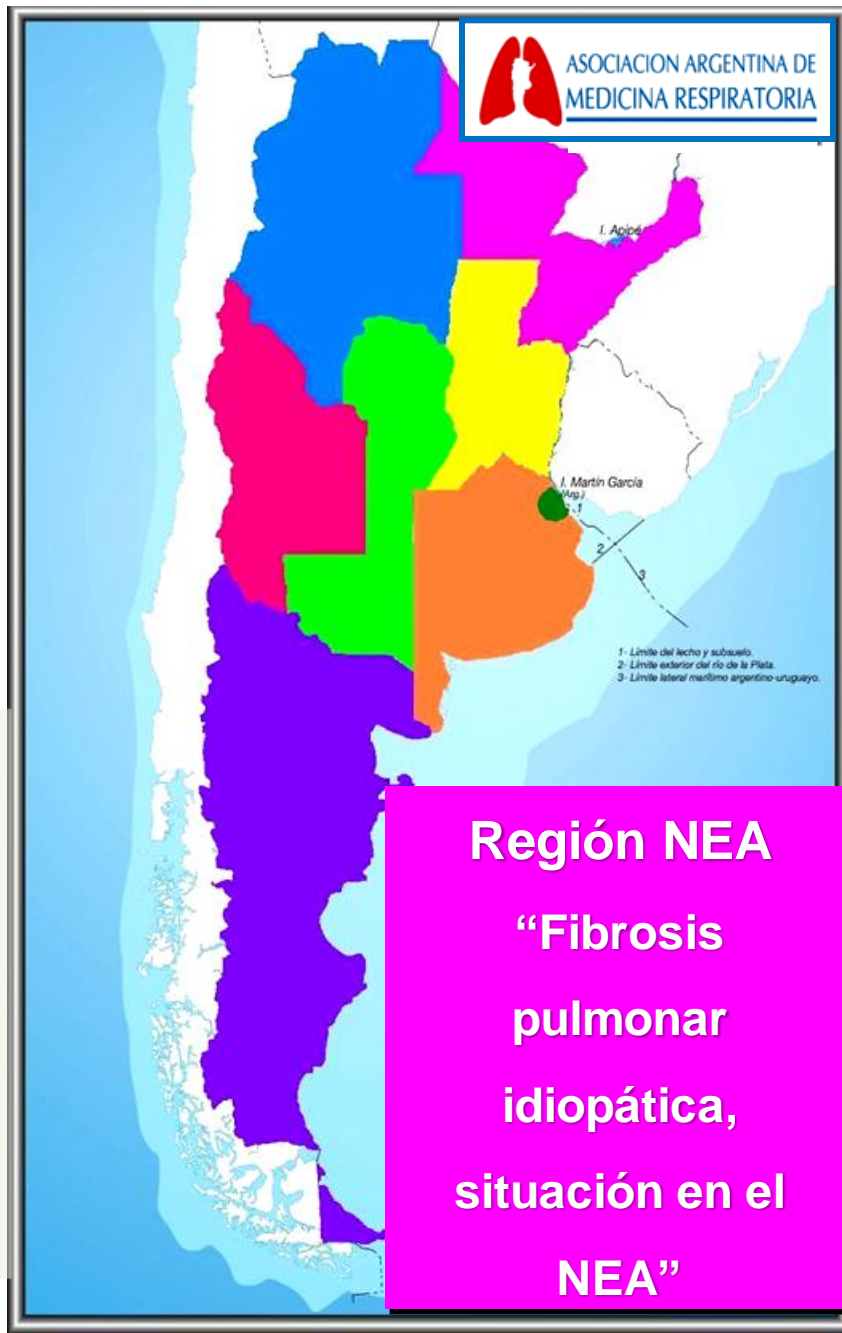 ASOCIACION ARGENTINA DE
MEDICINA RESPIRATORIA
I. Apipé
I. Martín García
(Arg.)
1
2
3
1- Límite del lecho y subsuelo.
2- Límite exterior del río de la Plata.
3- Límite lateral marítimo argentino-uruguayo.
Región NEA
“Fibrosis
pulmonar
idiopática,
situación en el
NEA”